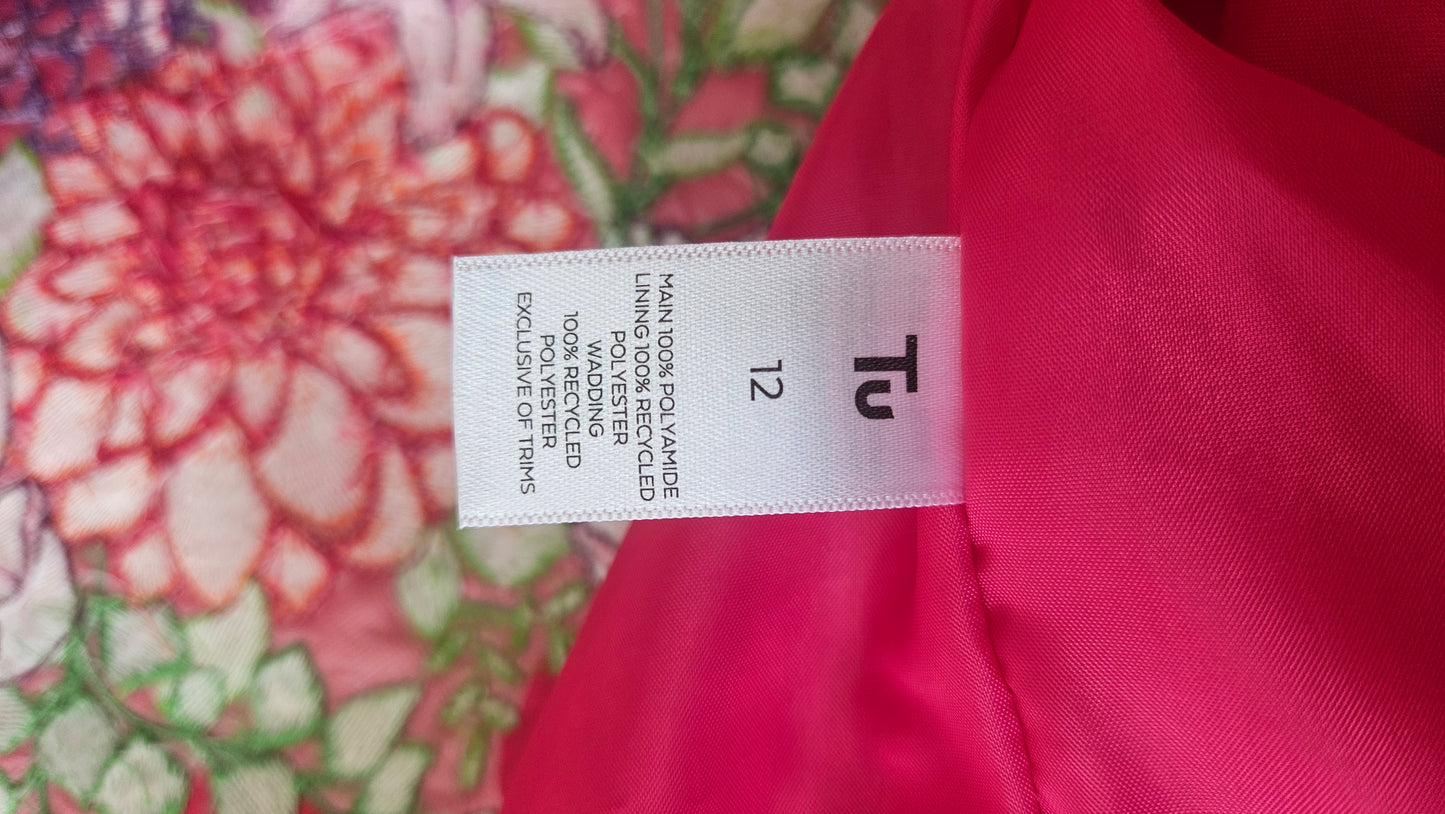 Tu
12
MAIN 100% POLYAMIDE
LINING 100% RECYCLED
POLYESTER
WADDING
100% RECYCLED
POLYESTER
EXCLUSIVE OF TRIMS